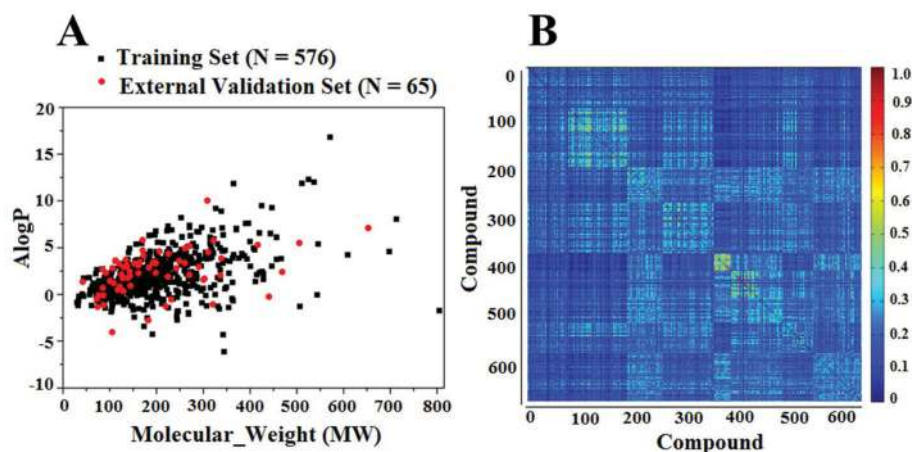 A
Training Set (N = 576)
External Validation Set (N = 65)
20
15
10
5
0
-5
-10
AlogP
0 100 200 300 400 500 600 700 800
Molecular_Weight (MW)
B
0
100
200
300
400
500
600
Compound
0 100 200 300 400 500 600
Compound
1.0
0.9
0.8
0.7
0.6
0.5
0.4
0.3
0.2
0.1
0